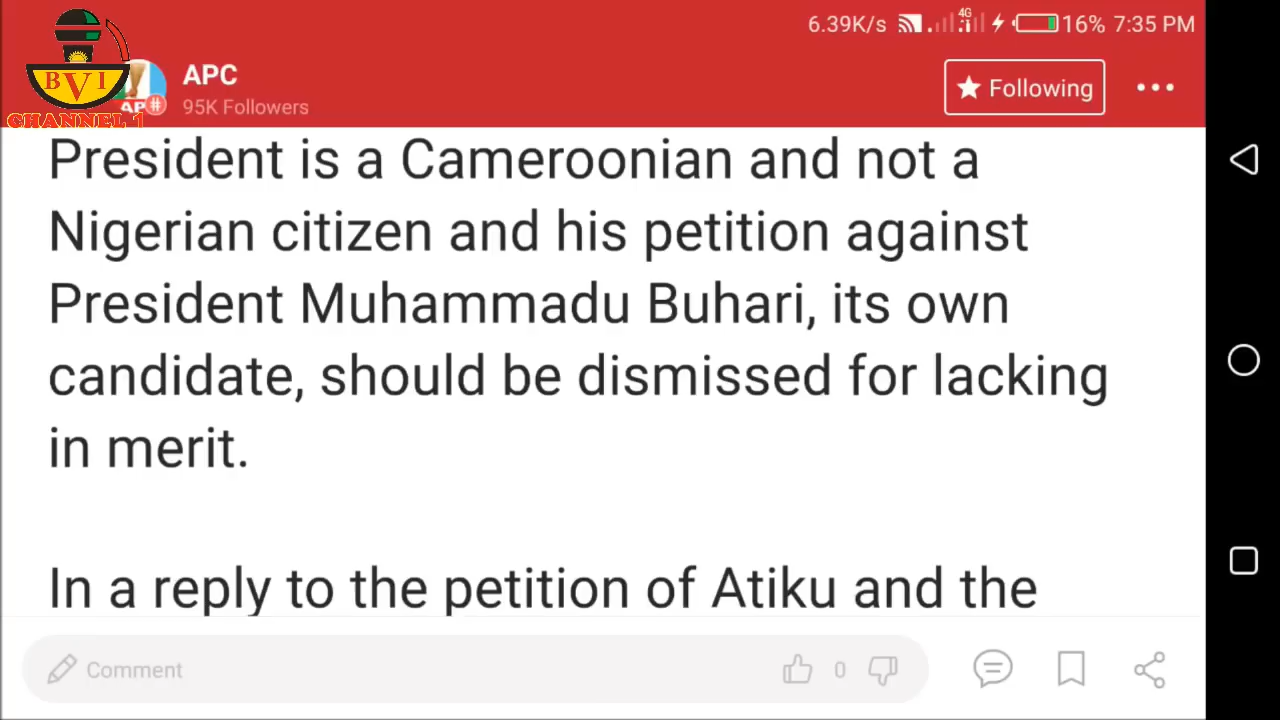 6.39K/s 4G 16% 7:35 PM
BVI
CHANNEL 1
AP#
APC
95K Followers
Following
President is a Cameroonian and not a
Nigerian citizen and his petition against
President Muhammadu Buhari, its own
candidate, should be dismissed for lacking
in merit.
In a reply to the petition of Atiku and the
Comment
0